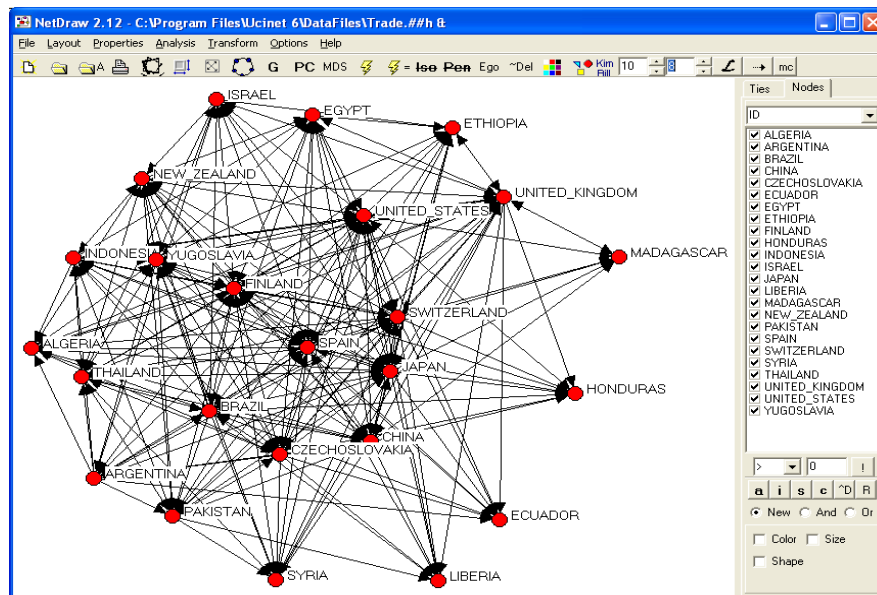 NetDraw 2.12 - C:\Program Files\Ucinet 6\DataFiles\Trade.##h &
File Layout Properties Analysis Transform Options Help
A G PC MDS = Iso Pen Ego ~Del Kim Rill 10 8 L mc
Ties Nodes
ID
ALGERIA
ARGENTINA
BRAZIL
CHINA
CZECHOSLOVAKIA
ECUADOR
EGYPT
ETHIOPIA
FINLAND
HONDURAS
INDONESIA
ISRAEL
JAPAN
LIBERIA
MADAGASCAR
NEW_ZEALAND
PAKISTAN
SPAIN
SWITZERLAND
SYRIA
THAILAND
UNITED_KINGDOM
UNITED_STATES
YUGOSLAVIA
> 0 !
a i s c ^D R
New And Or
Color Size
Shape
ISRAEL
EGYPT
ETHIOPIA
NEW_ZEALAND
UNITED_KINGDOM
UNITED_STATES
INDONESIA
YUGOSLAVIA
MADAGASCAR
FINLAND
SWITZERLAND
ALGERIA
SPAIN
THAILAND
JAPAN
HONDURAS
BRAZIL
CHINA
CZECHOSLOVAKIA
ARGENTINA
PAKISTAN
ECUADOR
SYRIA
LIBERIA